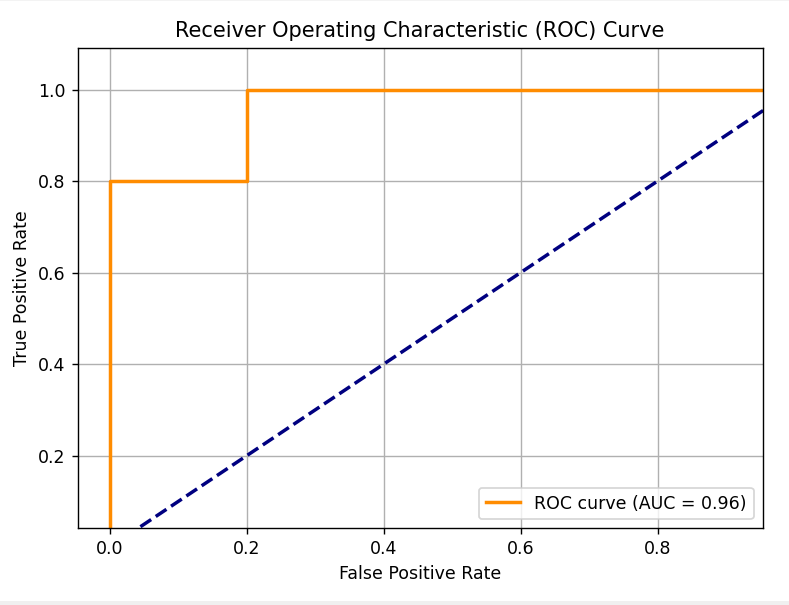 Receiver Operating Characteristic (ROC) Curve
True Positive Rate
1.0
0.8
0.6
0.4
0.2
ROC curve (AUC = 0.96)
0.0 0.2 0.4 0.6 0.8
False Positive Rate